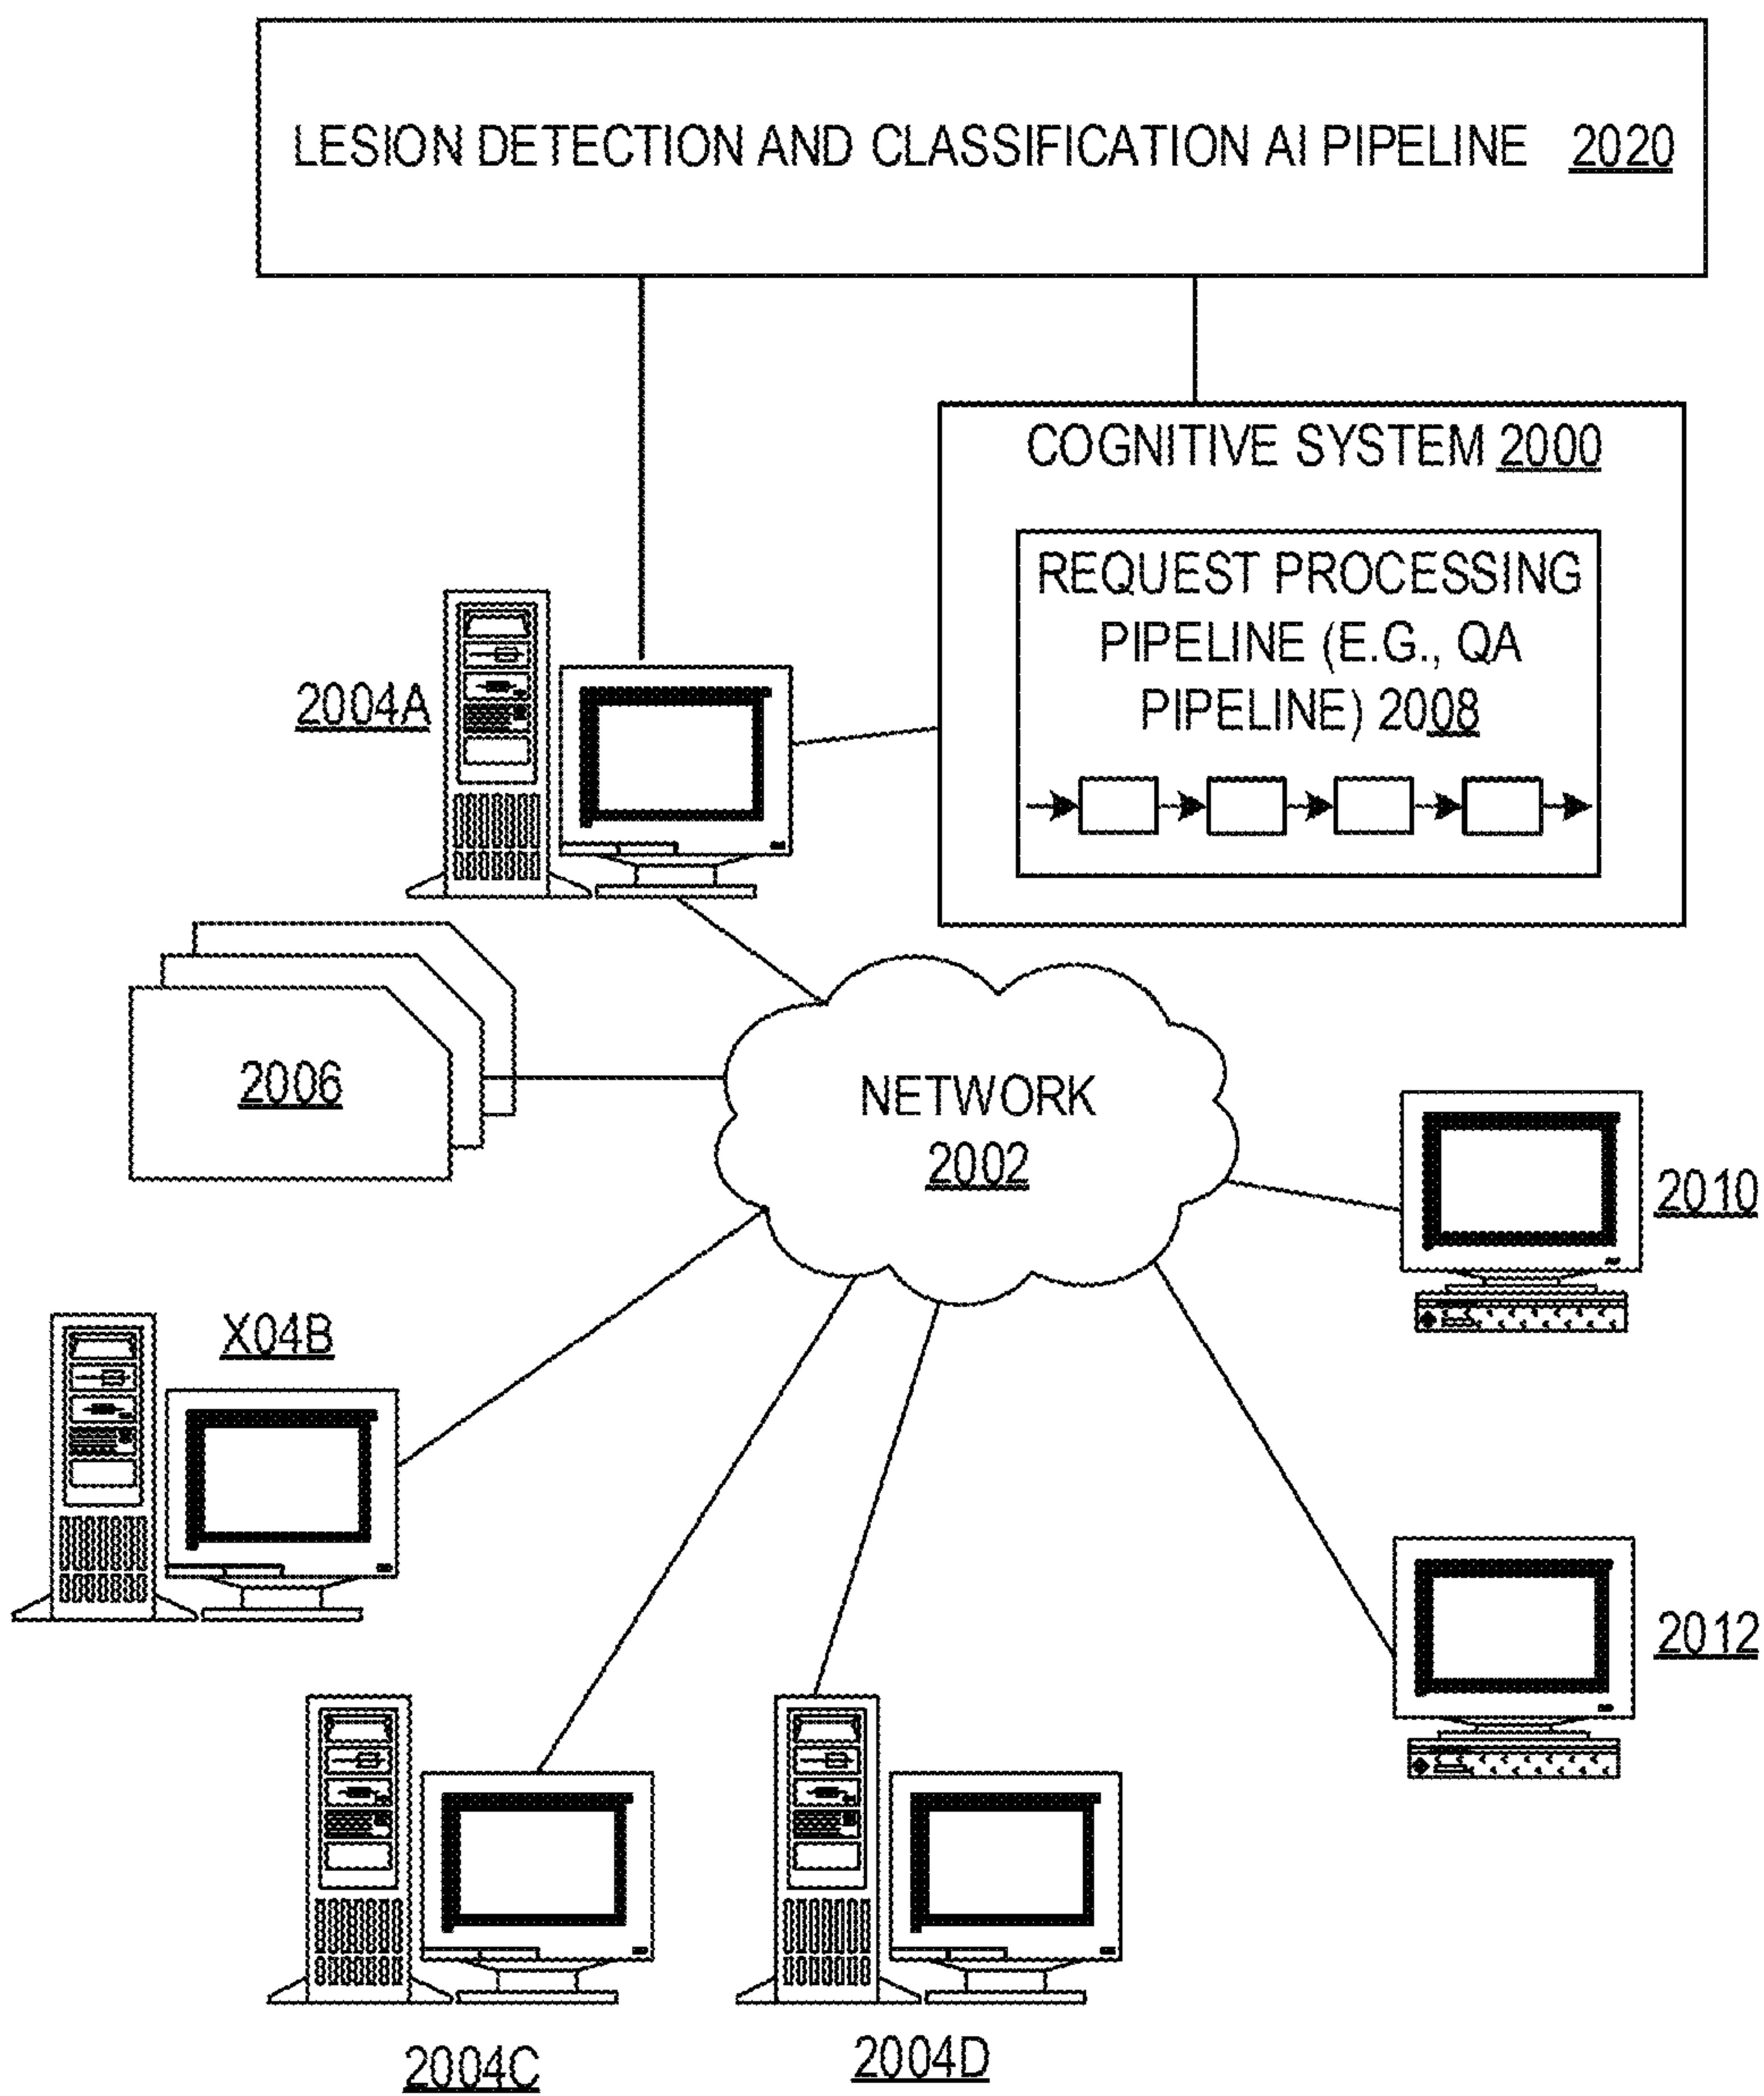 LESION DETECTION AND CLASSIFICATION AI PIPELINE 2020
COGNITIVE SYSTEM 2000
REQUEST PROCESSING
PIPELINE (E.G., QA
PIPELINE) 2008
2004A
2006
NETWORK
2002
2010
X04B
2012
2004C
2004D